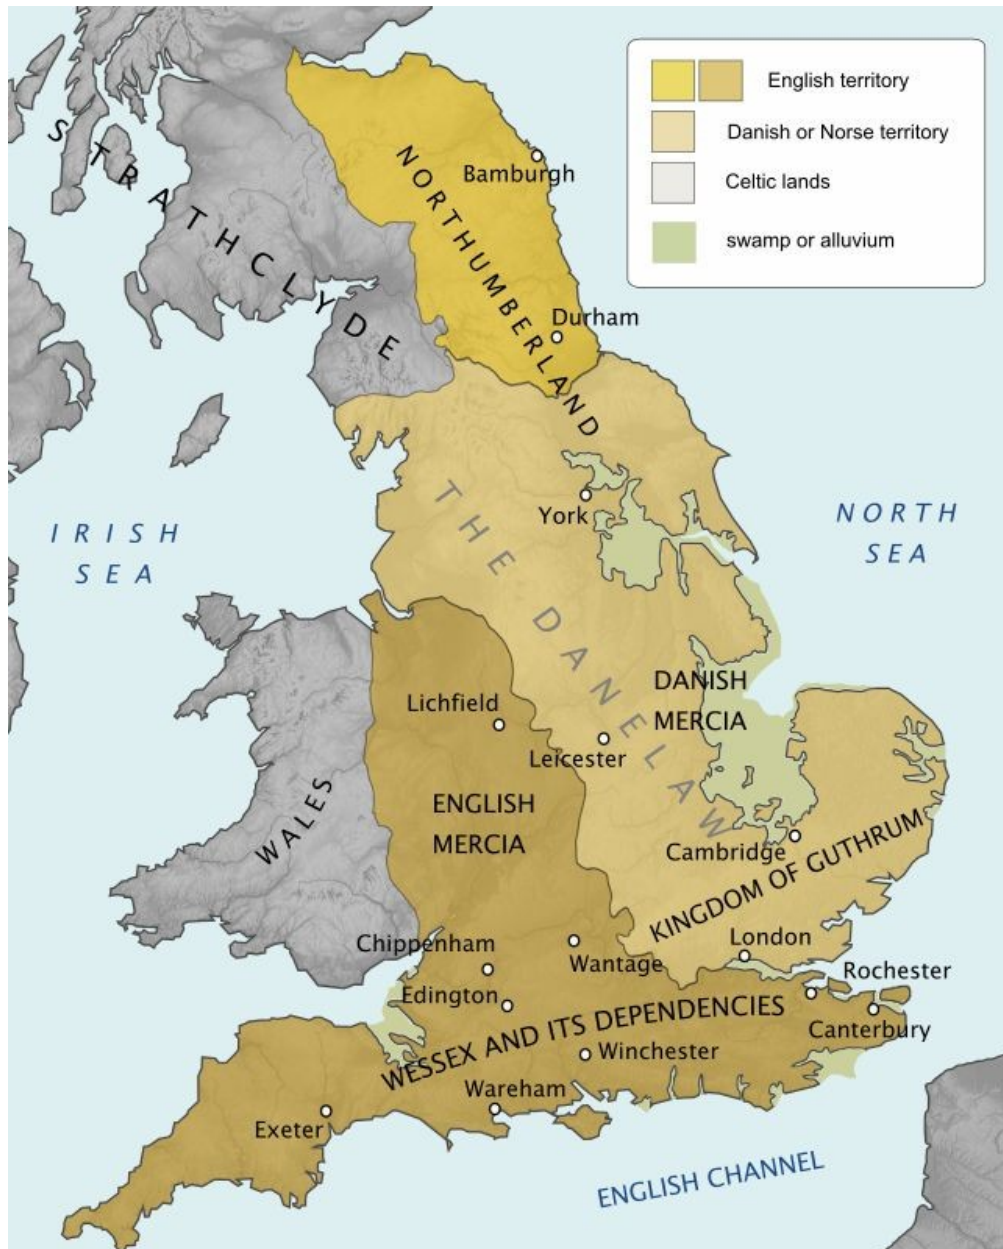 English territory
Danish or Norse territory
Celtic lands
swamp or alluvium
STRATHCLYDE
NORTHUMBERLAND
Bamburgh
Durham
THE DANELAW
York
IRISH
SEA
NORTH
SEA
DANISH
MERCIA
Lichfield
Leicester
ENGLISH
MERCIA
WALES
Cambridge
KINGDOM OF GUTHRUM
Chippenham
Wantage
London
Edington
Rochester
WESSEX AND ITS DEPENDENCIES
Canterbury
Winchester
Wareham
Exeter
ENGLISH CHANNEL